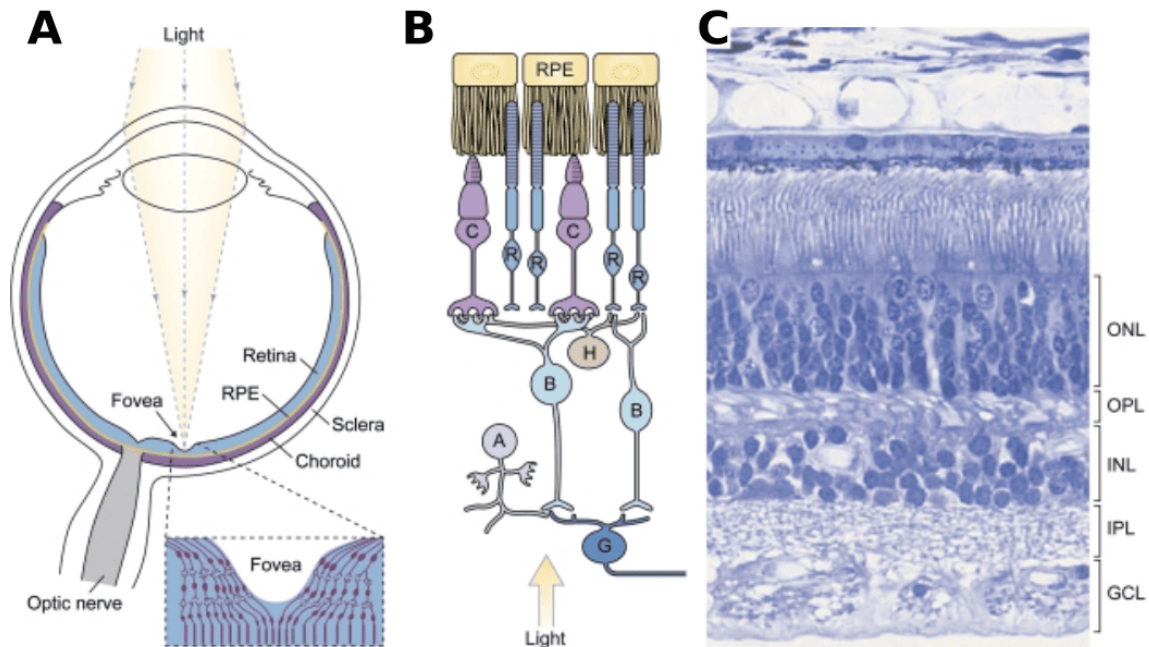 A
Light
Retina
RPE
Fovea
Sclera
Choroid
Fovea
Optic nerve
B
RPE
C
C
R
R
R
R
H
B
B
A
G
Light
C
ONL
OPL
INL
IPL
GCL